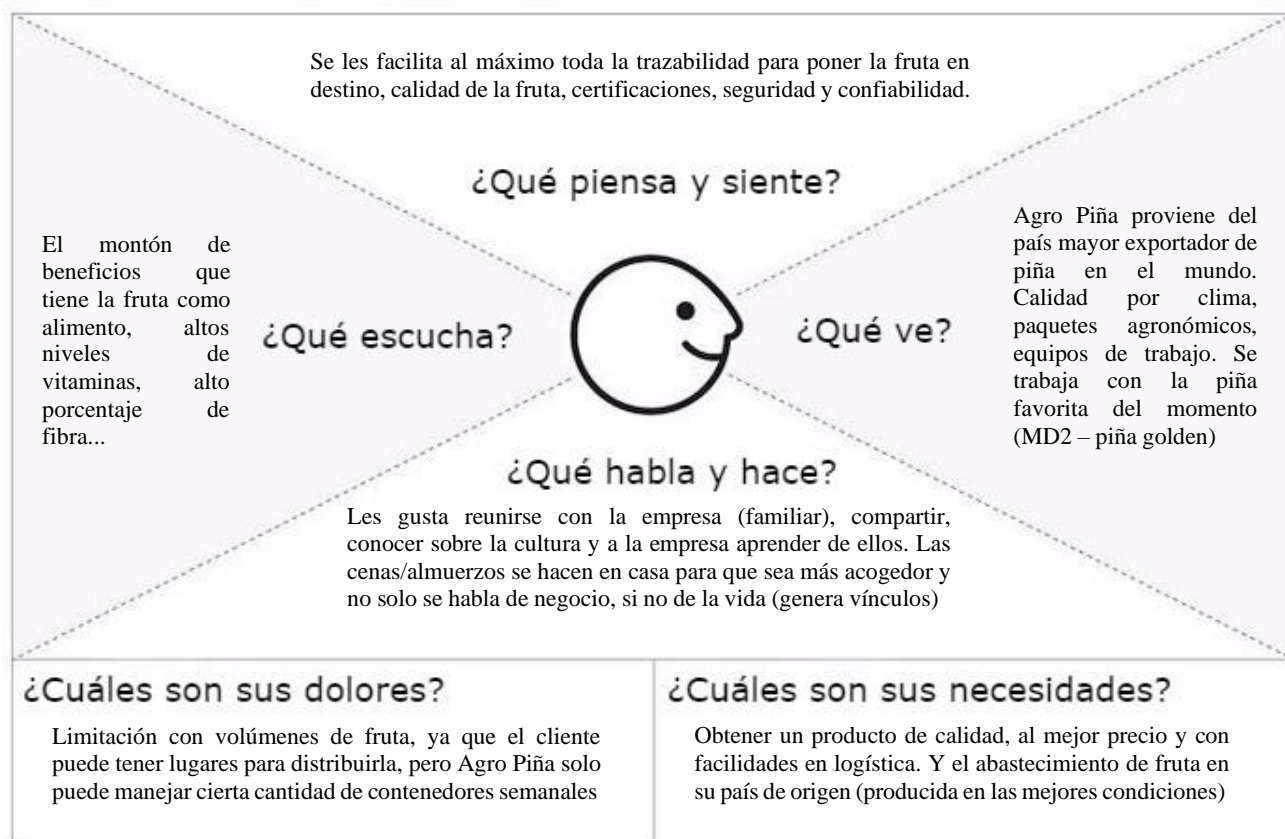 Se les facilita al máximo toda la trazabilidad para poner la fruta en
destino, calidad de la fruta, certificaciones, seguridad y confiabilidad.
¿Qué piensa y siente?
El montón de
beneficios que
tiene la fruta como
alimento, altos
niveles de
vitaminas, alto
porcentaje de
fibra...
¿Qué escucha?
¿Qué ve?
Agro Piña proviene del
país mayor exportador de
piña en el mundo.
Calidad por clima,
paquetes agronómicos,
equipos de trabajo. Se
trabaja con la piña
favorita del momento
(MD2 – piña golden)
¿Qué habla y hace?
Les gusta reunirse con la empresa (familiar), compartir,
conocer sobre la cultura y a la empresa aprender de ellos. Las
cenas/almuerzos se hacen en casa para que sea más acogedor y
no solo se habla de negocio, si no de la vida (genera vínculos)
¿Cuáles son sus dolores?
Limitación con volúmenes de fruta, ya que el cliente
puede tener lugares para distribuirla, pero Agro Piña solo
puede manejar cierta cantidad de contenedores semanales
¿Cuáles son sus necesidades?
Obtener un producto de calidad, al mejor precio y con
facilidades en logística. Y el abastecimiento de fruta en
su país de origen (producida en las mejores condiciones)